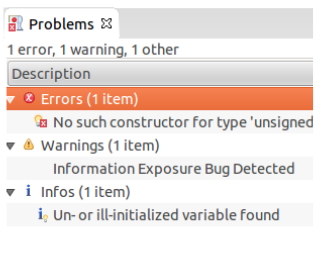 Problems
1 error, 1 warning, 1 other
Description
Errors (1 item)
No such constructor for type 'unsigned
Warnings (1 item)
Information Exposure Bug Detected
Infos (1 item)
Un- or ill-initialized variable found